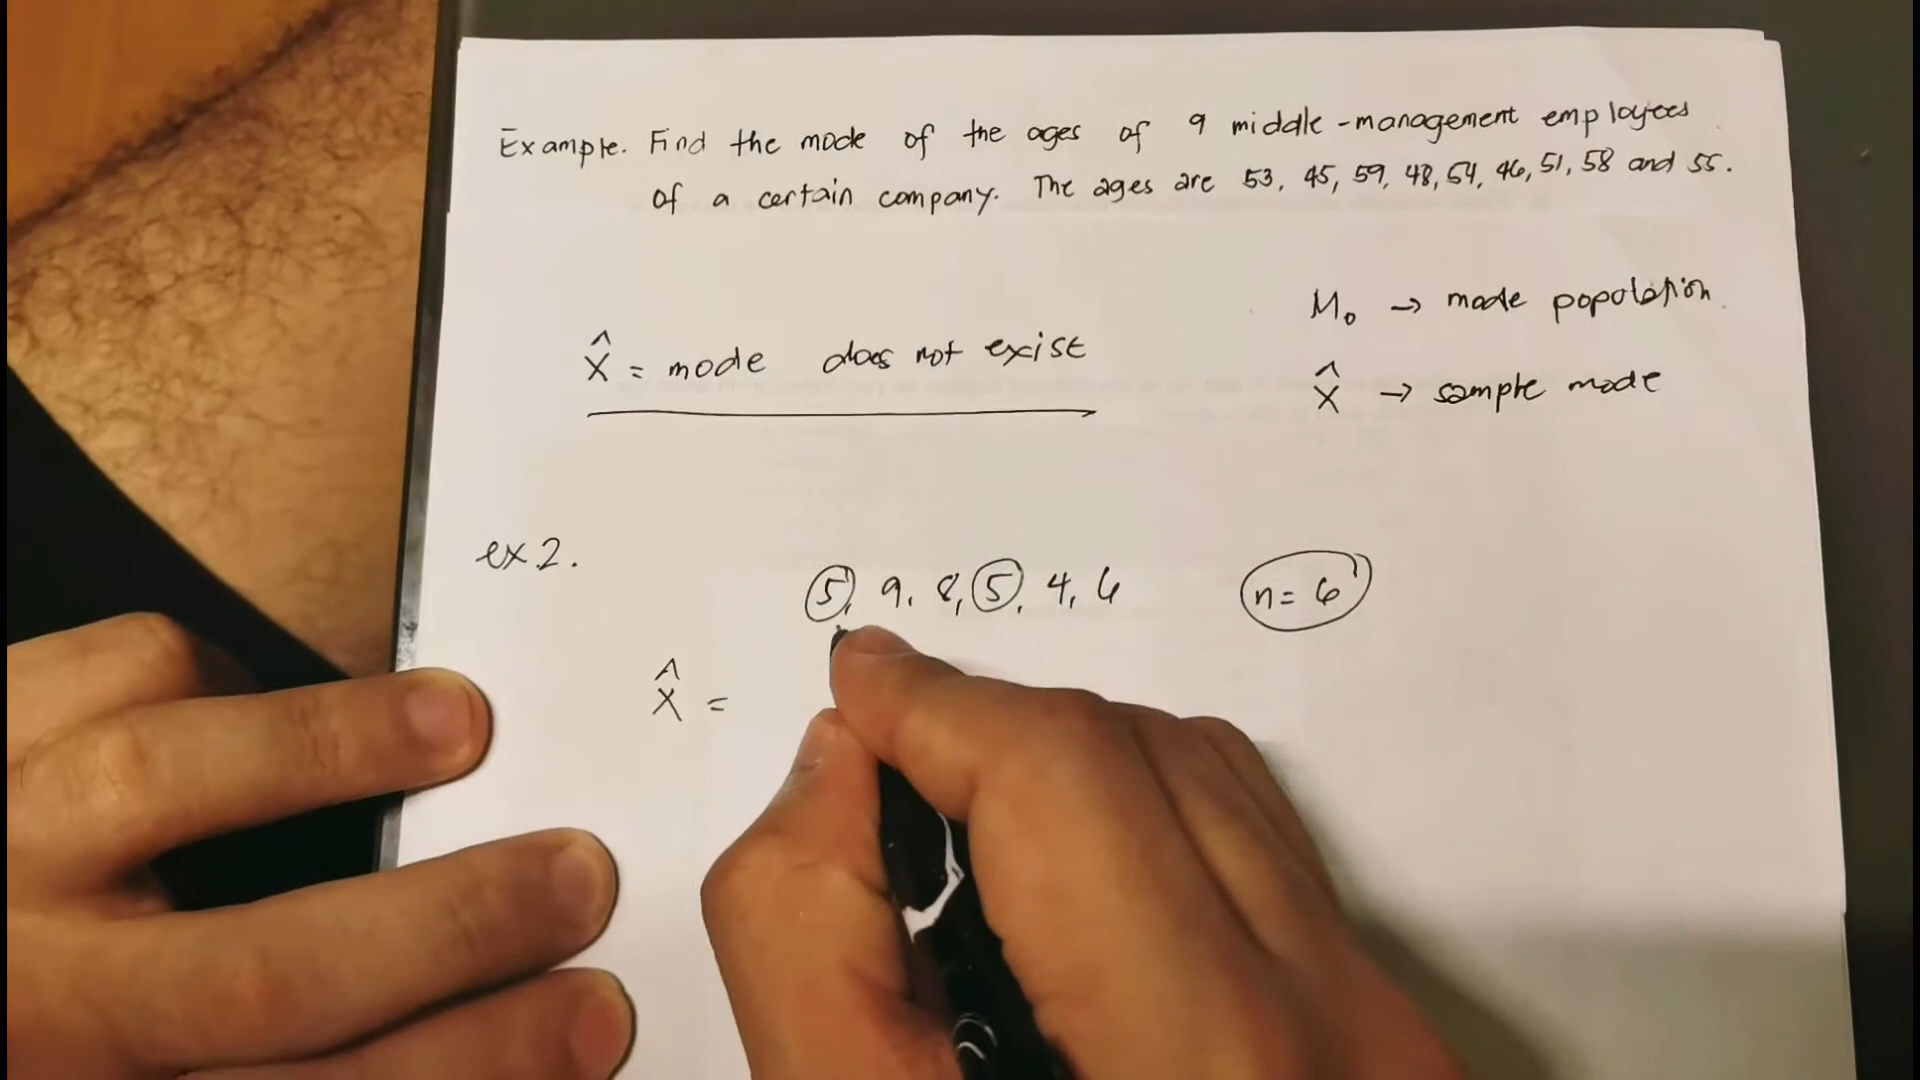 Example. Find the mode of the ages of 9 middle-management employees
of a certain company. The ages are 53, 45, 59, 48, 54, 46, 51, 58 and 55.
M₀ → mode population
X̂ = mode does not exist
X̂ → sample mode
ex 2.
5, 9, 8, 5, 4, 6 n = 6
X̂ =